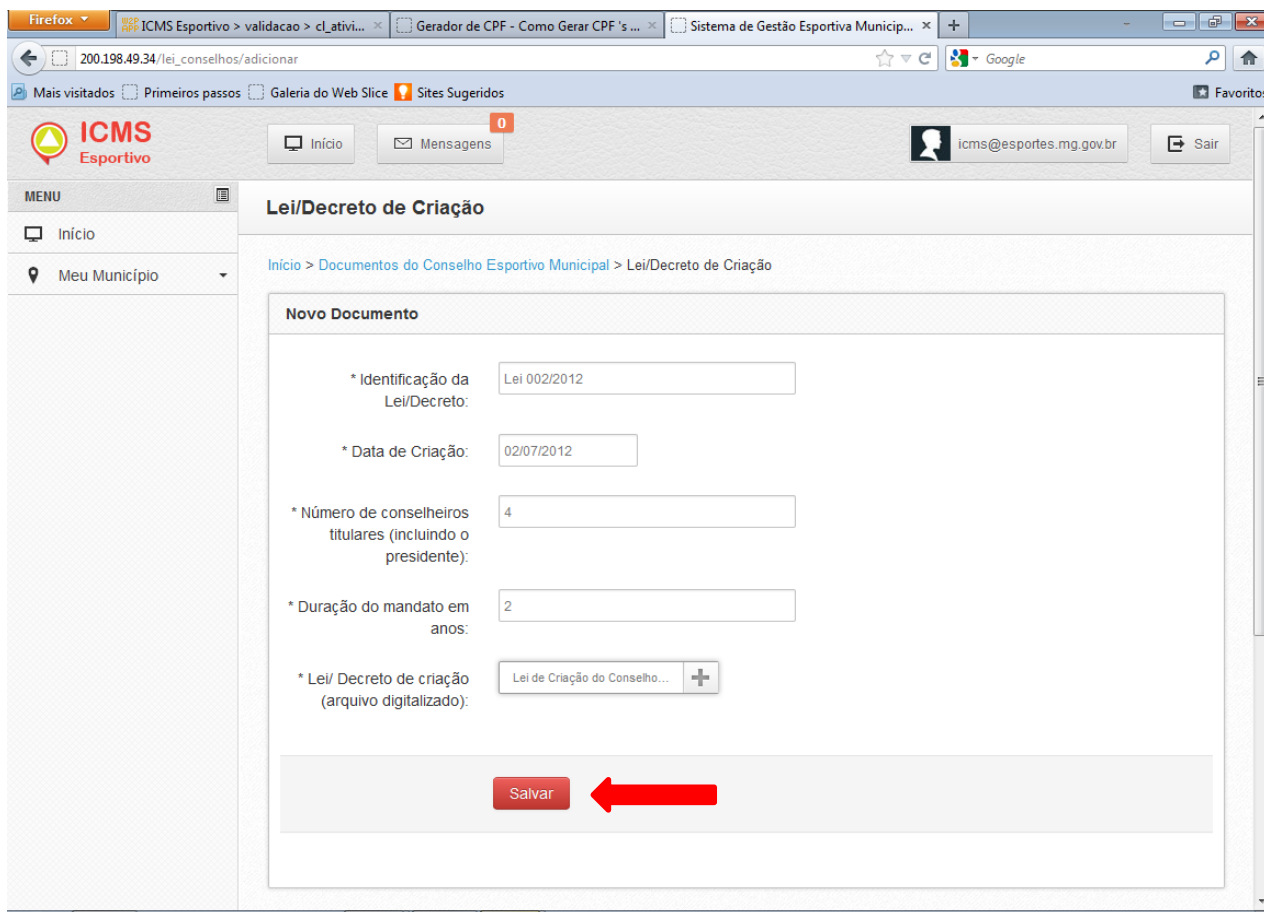 Firefox
ICMS Esportivo > validacao > cl_ativi...
Gerador de CPF - Como Gerar CPF 's ...
Sistema de Gestão Esportiva Municip...
200.198.49.34/lei_conselhos/adicionar
Google
Mais visitados
Primeiros passos
Galeria do Web Slice
Sites Sugeridos
Favoritos
ICMS
Esportivo
Início
Mensagens
0
icms@esportes.mg.gov.br
Sair
MENU
Início
Meu Município
Lei/Decreto de Criação
Início > Documentos do Conselho Esportivo Municipal > Lei/Decreto de Criação
Novo Documento
* Identificação da
Lei/Decreto:
Lei 002/2012
* Data de Criação:
02/07/2012
* Número de conselheiros
titulares (incluindo o
presidente):
4
* Duração do mandato em
anos:
2
* Lei/ Decreto de criação
(arquivo digitalizado):
Lei de Criação do Conselho...
Salvar